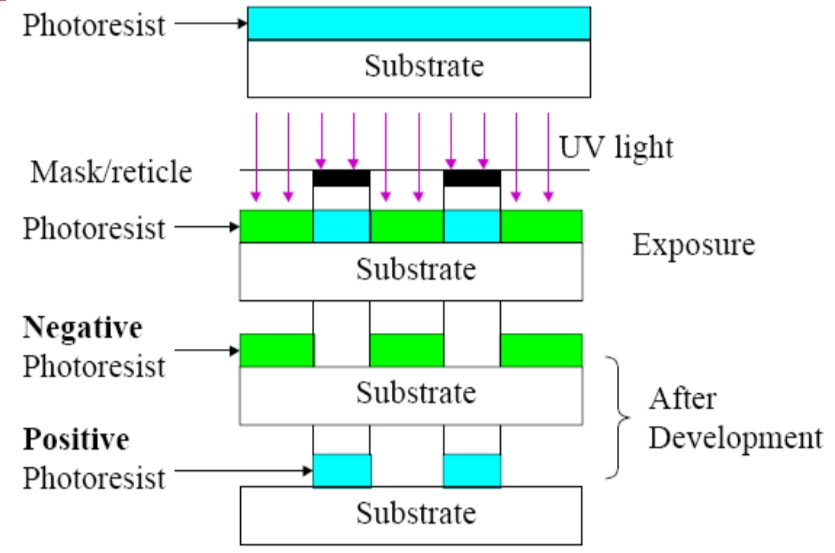 Photoresist
Substrate
UV light
Mask/reticle
Photoresist
Exposure
Substrate
Negative
Photoresist
Substrate
After
Development
Positive
Photoresist
Substrate